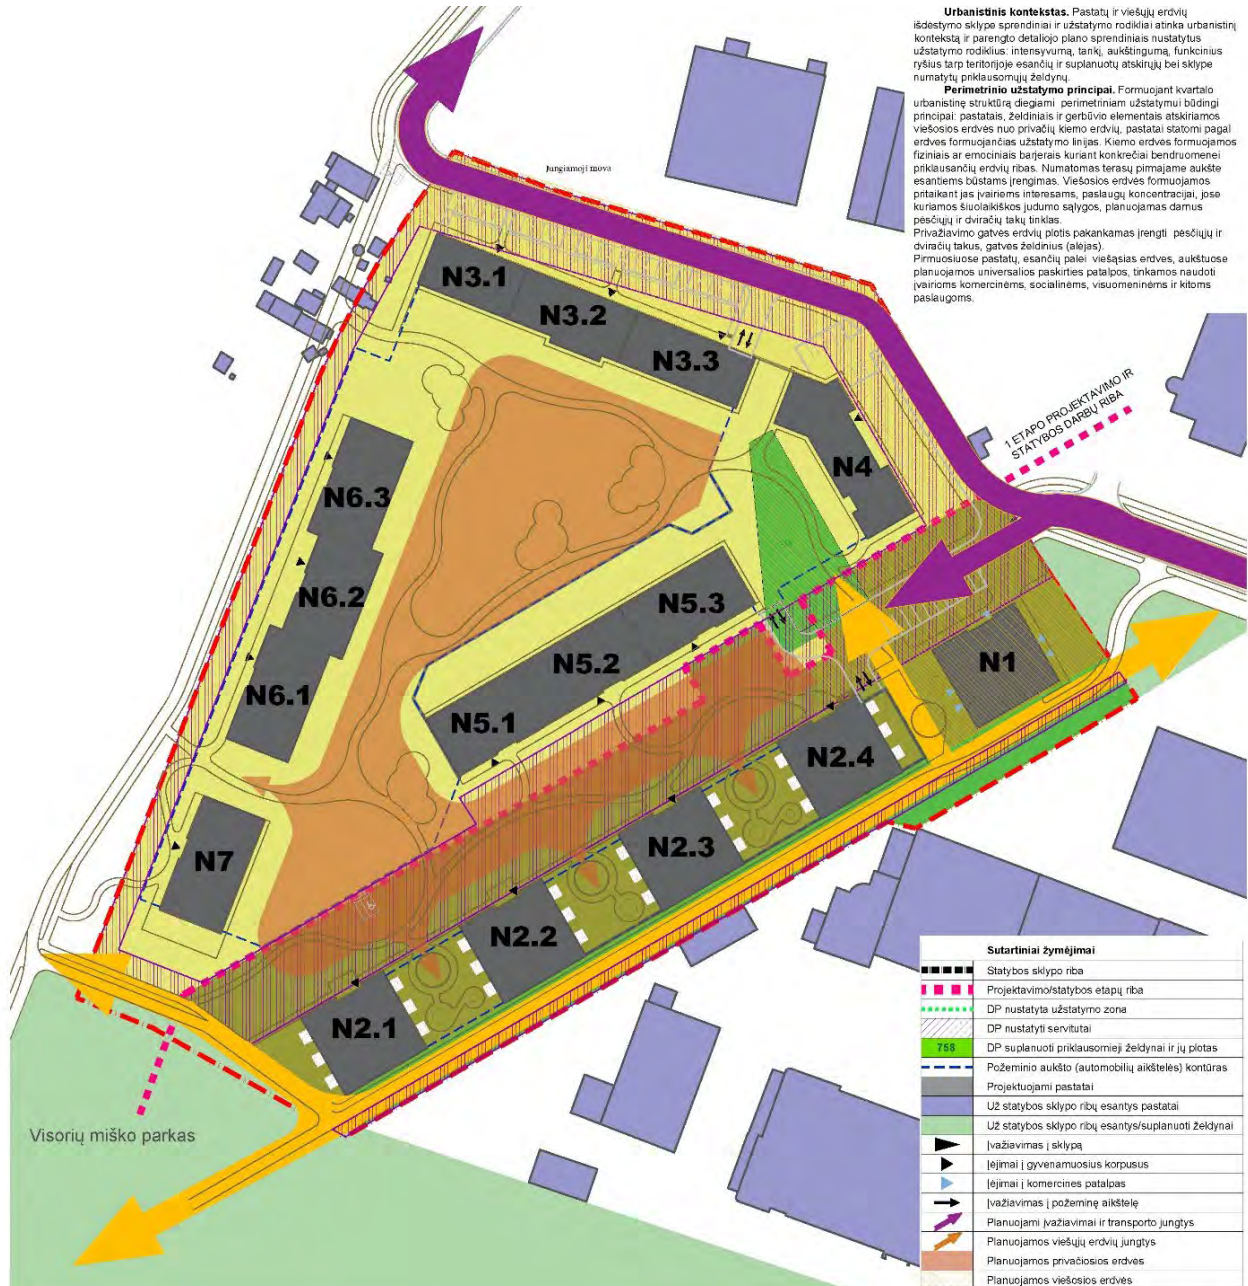 Urbanistinis kontekstas. Pastatų ir viešųjų erdvių
išdėstymo sklype sprendiniai ir užstatymo rodikliai atinka urbanistinį
kontekstą ir parengto detaliojo plano sprendiniais nustatytus
užstatymo rodiklius: intensyvumą, tankį, aukštingumą, funkcinius
ryšius tarp teritorijoje esančių ir suplanuotų atskirųjų bei sklype
numatytų priklausomųjų želdynų.
Perimetrinio užstatymo principai. Formuojant kvartalo
urbanistinę struktūrą diegiami perimetriniam užstatymui būdingi
principai: pastatais, želdiniais ir gerbūvio elementais atskiriamos
viešosios erdvės nuo privačių kiemo erdvių, pastatai statomi pagal
erdves formuojančias užstatymo linijas. Kiemo erdvės formuojamos
fiziniais ar emociniais barjerais kuriant konkrečiai bendruomenei
priklausančių erdvių ribas. Numatomas terasų pirmajame aukšte
esantiems būstams įrengimas. Viešosios erdvės formuojamos
pritaikant jas įvairiems interesams, paslaugų koncentracijai, jose
kuriamos šiuolaikiškos judumo sąlygos, planuojamas darnus
pėsčiųjų ir dviračių takų tinklas.
Privažiavimo gatvės erdvių plotis pakankamas įrengti pėsčiųjų ir
dviračių takus, gatvės želdinius (alėjas).
Pirmuosiuose pastatų, esančių palei viešąsias erdves, aukštuose
planuojamos universalios paskirties patalpos, tinkamos naudoti
įvairioms komercinėms, socialinėms, visuomeninėms ir kitoms
paslaugoms.
Jungiamoji mova
N3.1
N3.2
N3.3
1 ETAPO PROJEKTAVIMO IR
STATYBOS DARBŲ RIBA
N4
N6.3
N6.2
N6.1
N5.3
N5.2
N5.1
N1
N2.4
N2.3
N2.2
N2.1
N7
Visorių miško parkas
Sutartiniai žymėjimai
Statybos sklypo riba
Projektavimo/statybos etapų riba
DP nustatyta užstatymo zona
DP nustatyti servitutai
758 DP suplanuoti priklausomieji želdynai ir jų plotas
Požeminio aukšto (automobilių aikštelės) kontūras
Projektuojami pastatai
Už statybos sklypo ribų esantys pastatai
Už statybos sklypo ribų esantys/suplanuoti želdynai
Įvažiavimas į sklypą
Įėjimai į gyvenamuosius korpusus
Įėjimai į komercines patalpas
Įvažiavimas į požeminę aikštelę
Planuojami įvažiavimai ir transporto jungtys
Planuojamos viešųjų erdvių jungtys
Planuojamos privačiosios erdvės
Planuojamos viešosios erdvės